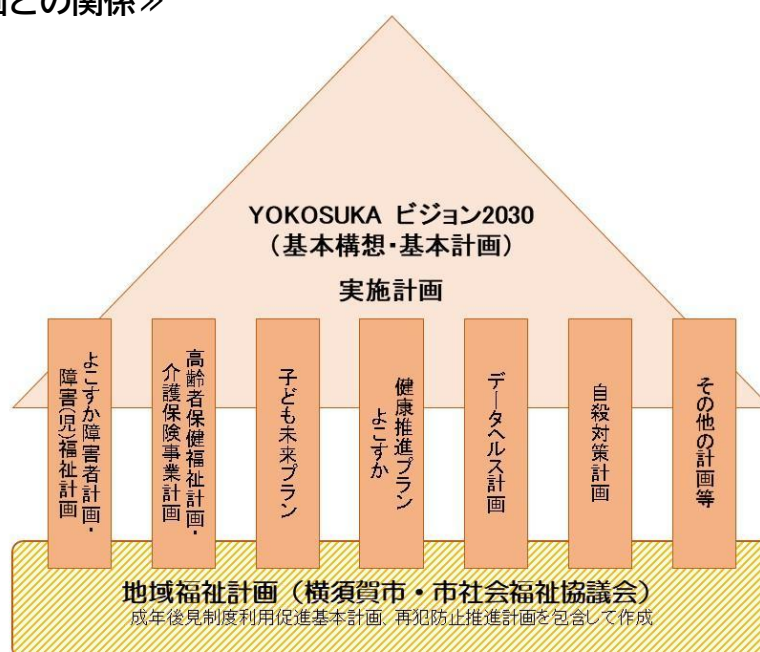 との関係≫
YOKOSUKA ビジョン2030
（基本構想・基本計画）
実施計画
よこすか障害者計画・
障害（児）福祉計画
高齢者保健福祉計画・
介護保険事業計画
子ども未来プラン
健康推進プラン
よこすか
データヘルス計画
自殺対策計画
その他の計画等
地域福祉計画（横須賀市・市社会福祉協議会）
成年後見制度利用促進基本計画、再犯防止推進計画を包含して作成